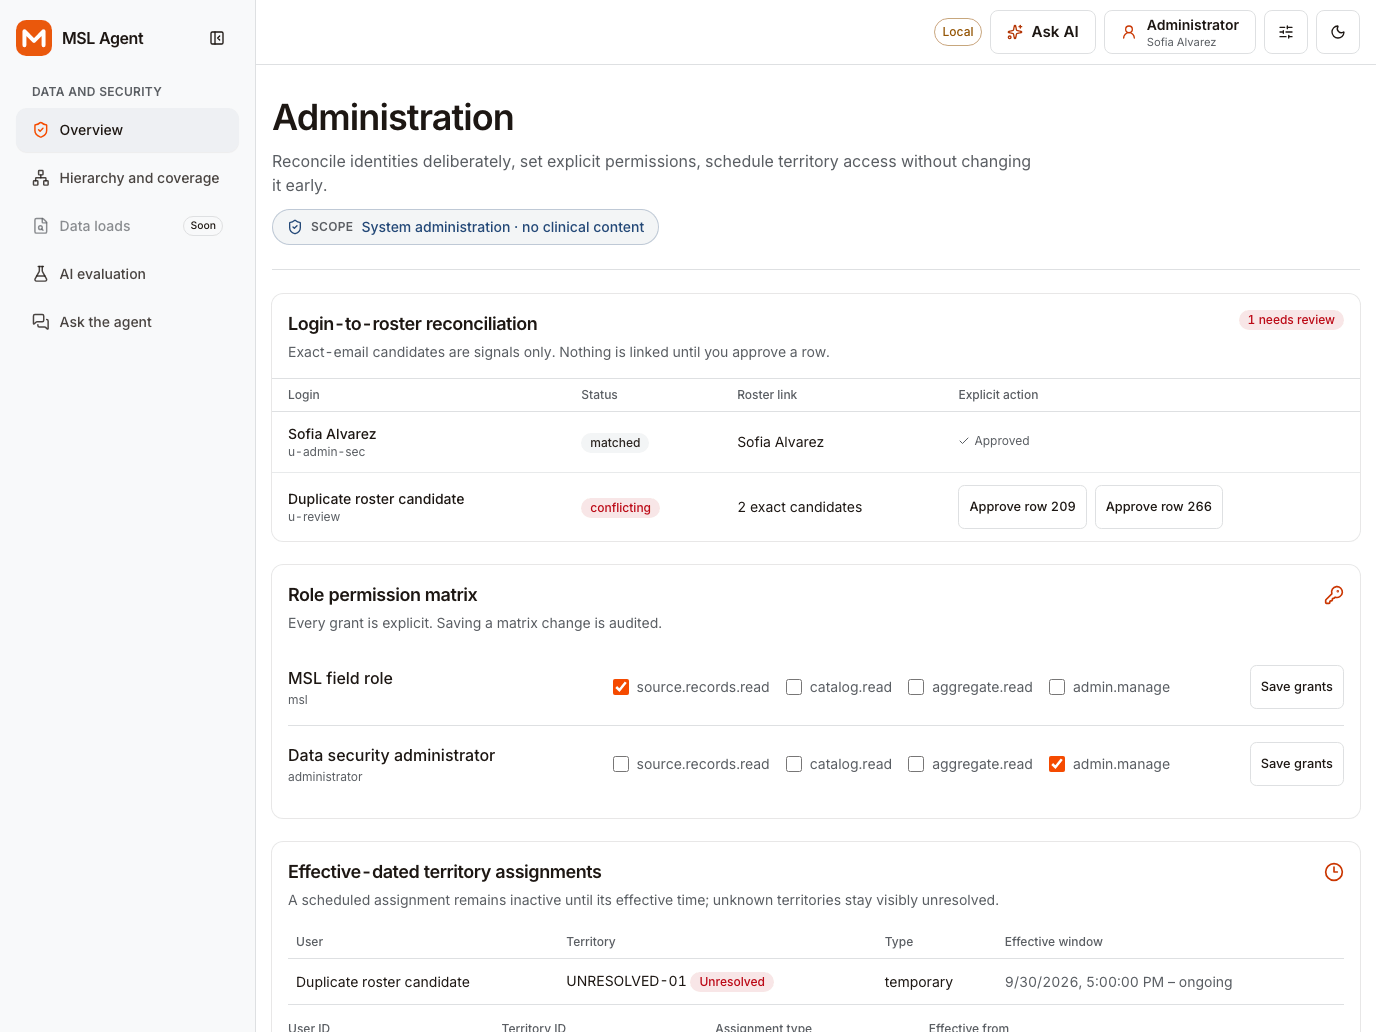 MSL Agent
DATA AND SECURITY
Overview
Hierarchy and coverage
Data loads Soon
AI evaluation
Ask the agent
Local
Ask AI
Administrator
Sofia Alvarez
Administration
Reconcile identities deliberately, set explicit permissions, schedule territory access without changing
it early.
SCOPE System administration · no clinical content
Login-to-roster reconciliation
1 needs review
Exact-email candidates are signals only. Nothing is linked until you approve a row.
Login Status Roster link Explicit action
Sofia Alvarez
u-admin-sec
matched
Sofia Alvarez
Approved
Duplicate roster candidate
u-review
conflicting
2 exact candidates
Approve row 209
Approve row 266
Role permission matrix
Every grant is explicit. Saving a matrix change is audited.
MSL field role
msl
source.records.read catalog.read aggregate.read admin.manage
Save grants
Data security administrator
administrator
source.records.read catalog.read aggregate.read admin.manage
Save grants
Effective-dated territory assignments
A scheduled assignment remains inactive until its effective time; unknown territories stay visibly unresolved.
User Territory Type Effective window
Duplicate roster candidate UNRESOLVED-01 Unresolved temporary 9/30/2026, 5:00:00 PM – ongoing
User ID Territory ID Assignment type Effective from